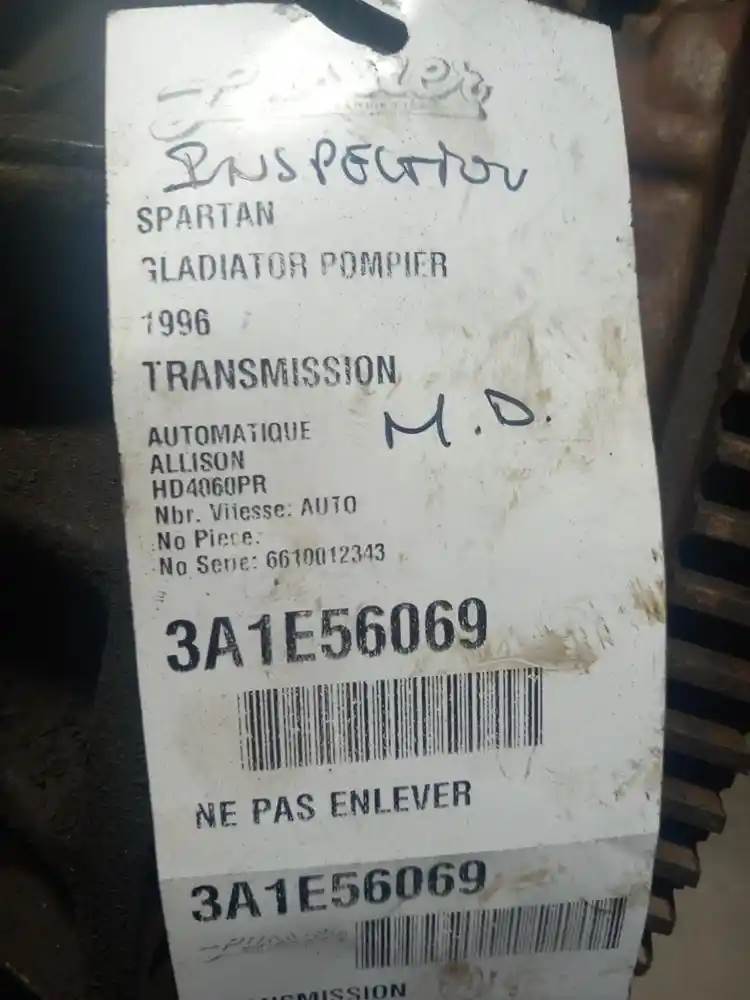 INSPECTION
SPARTAN
GLADIATOR POMPIER
1996
TRANSMISSION
M.D.
AUTOMATIQUE
ALLISON
HD4060PR
Nbr. Vitesse: AUTO
No Piece:
No Serie: 6610012343
3A1E56069
NE PAS ENLEVER
3A1E56069
TRANSMISSION